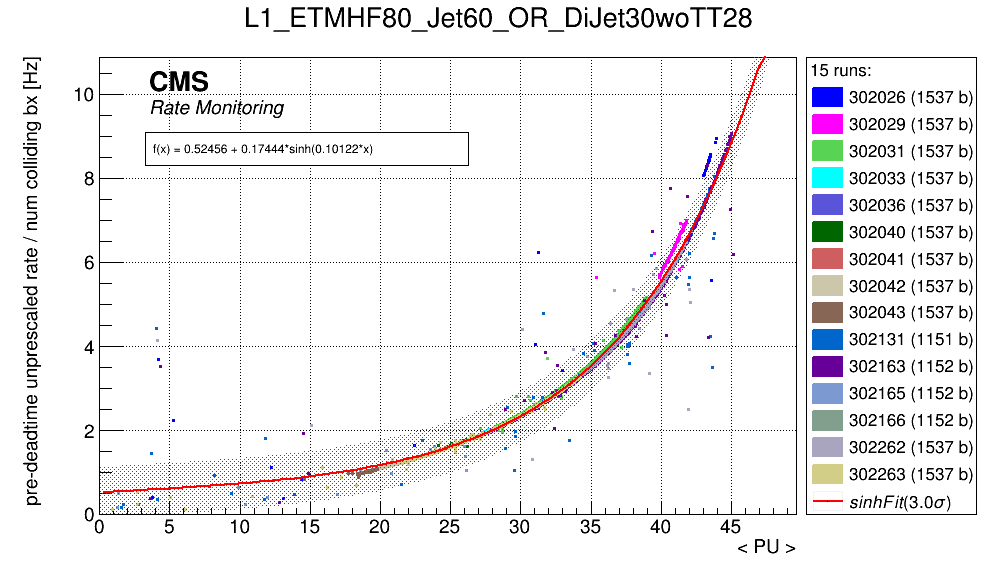 L1_ETMHF80_Jet60_OR_DiJet30woTT28
pre-deadtime unprescaled rate / num colliding bx [Hz]
CMS
Rate Monitoring
f(x) = 0.52456 + 0.17444*sinh(0.10122*x)
10
8
6
4
2
0
0 5 10 15 20 25 30 35 40 45
< PU >
15 runs:
302026 (1537 b)
302029 (1537 b)
302031 (1537 b)
302033 (1537 b)
302036 (1537 b)
302040 (1537 b)
302041 (1537 b)
302042 (1537 b)
302043 (1537 b)
302131 (1151 b)
302163 (1152 b)
302165 (1152 b)
302166 (1152 b)
302262 (1537 b)
302263 (1537 b)
sinhFit(3.0σ)